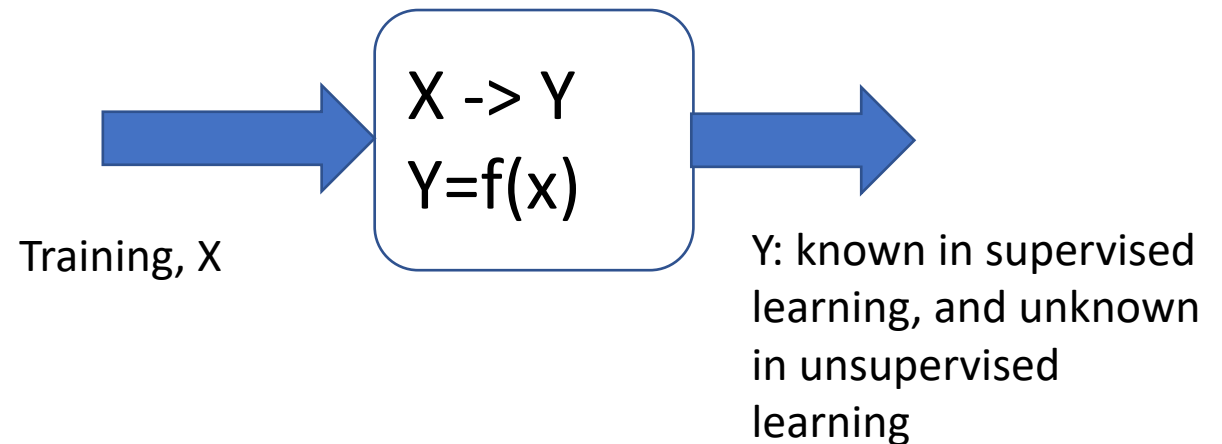 X -> Y
Y=f(x)
Training, X
Y: known in supervised
learning, and unknown
in unsupervised
learning